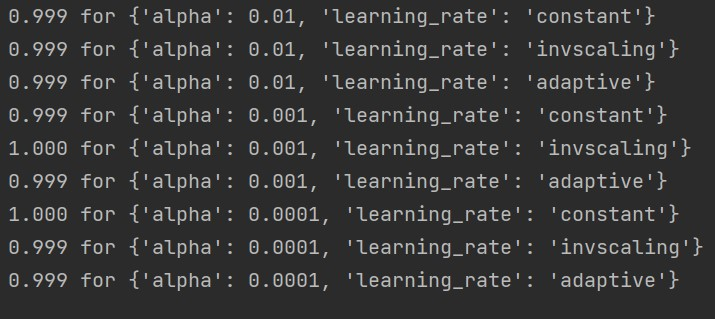 0.999 for {'alpha': 0.01, 'learning_rate': 'constant'}
0.999 for {'alpha': 0.01, 'learning_rate': 'invscaling'}
0.999 for {'alpha': 0.01, 'learning_rate': 'adaptive'}
0.999 for {'alpha': 0.001, 'learning_rate': 'constant'}
1.000 for {'alpha': 0.001, 'learning_rate': 'invscaling'}
0.999 for {'alpha': 0.001, 'learning_rate': 'adaptive'}
1.000 for {'alpha': 0.0001, 'learning_rate': 'constant'}
0.999 for {'alpha': 0.0001, 'learning_rate': 'invscaling'}
0.999 for {'alpha': 0.0001, 'learning_rate': 'adaptive'}